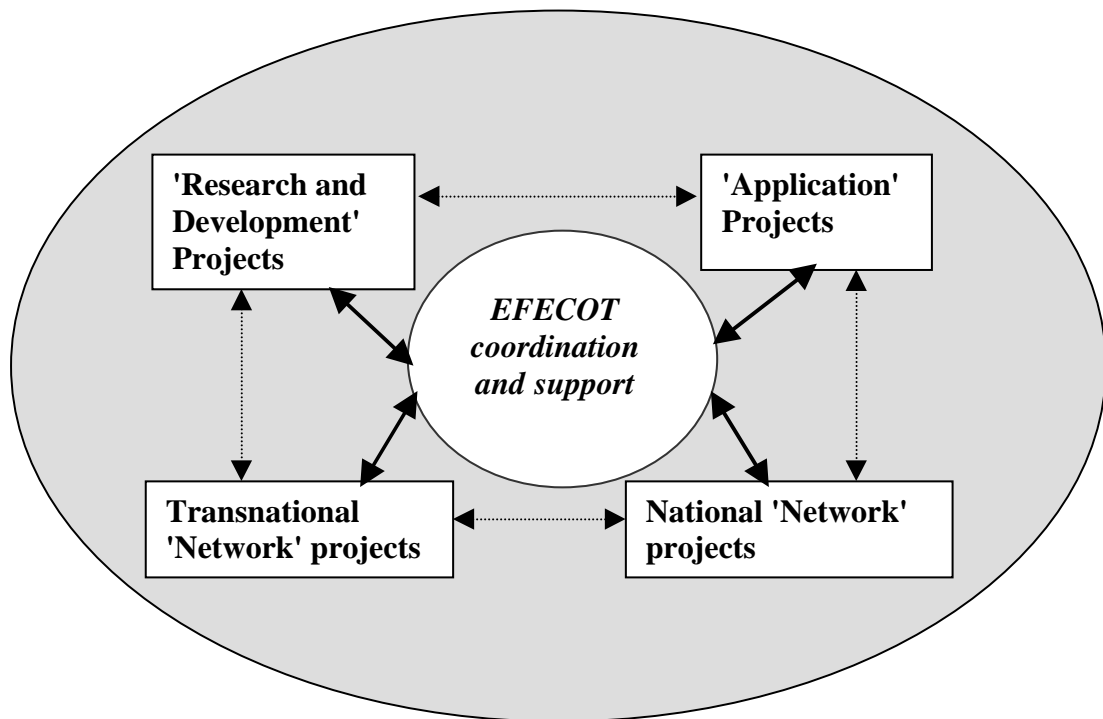 'Research and
Development'
Projects
'Application'
Projects
EFECOT
coordination
and support
Transnational
'Network' projects
National 'Network'
projects